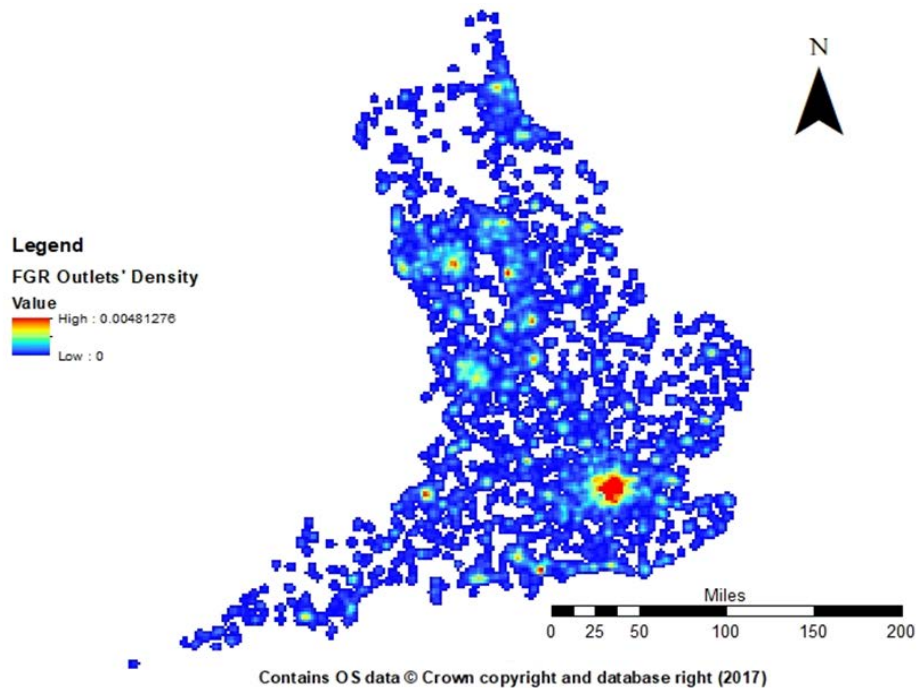 N
Legend
FGR Outlets' Density
Value
High : 0.00481276
Low : 0
Miles
0 25 50 100 150 200
Contains OS data © Crown copyright and database right (2017)